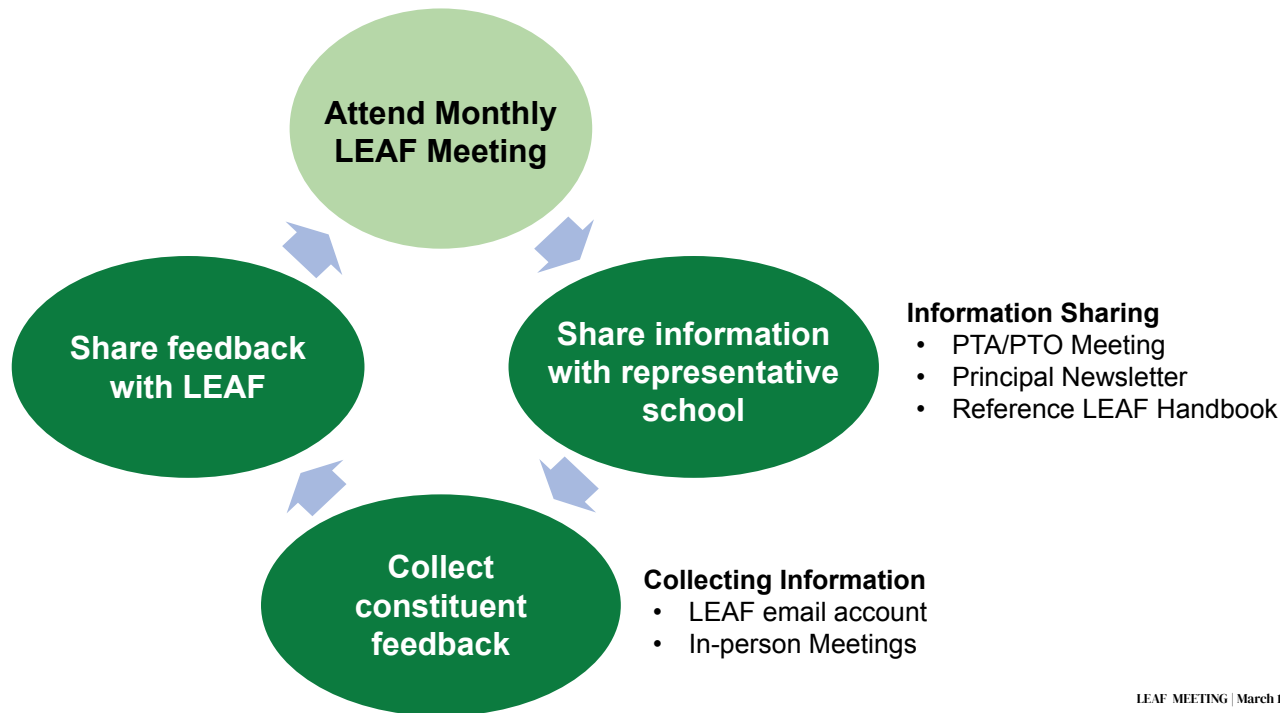 Attend Monthly
LEAF Meeting
Share information
with representative
school
Information Sharing
• PTA/PTO Meeting
• Principal Newsletter
• Reference LEAF Handbook
Collect
constituent
feedback
Collecting Information
• LEAF email account
• In-person Meetings
Share feedback
with LEAF
LEAF MEETING | March